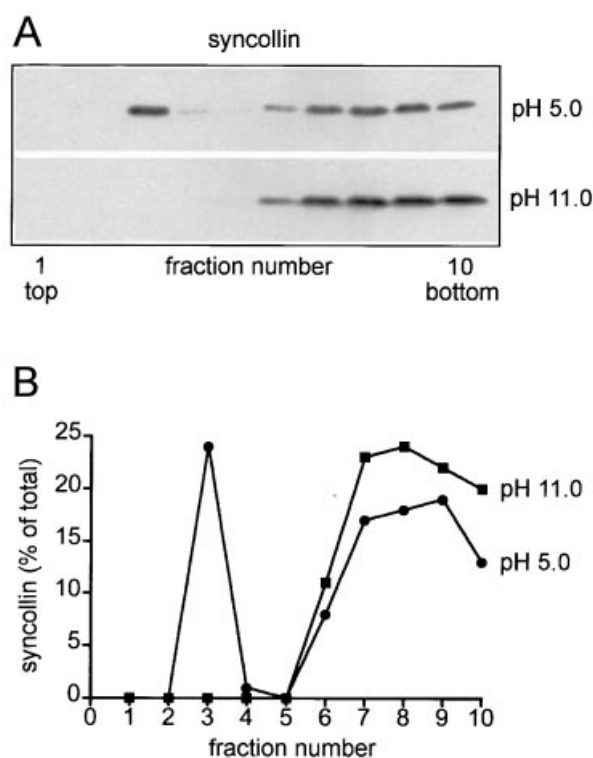 A
syncollin
pH 5.0
pH 11.0
1 fraction number 10
top bottom
B
syncollin (% of total)
25
20
15
10
5
0
pH 11.0
pH 5.0
0 1 2 3 4 5 6 7 8 9 10
fraction number